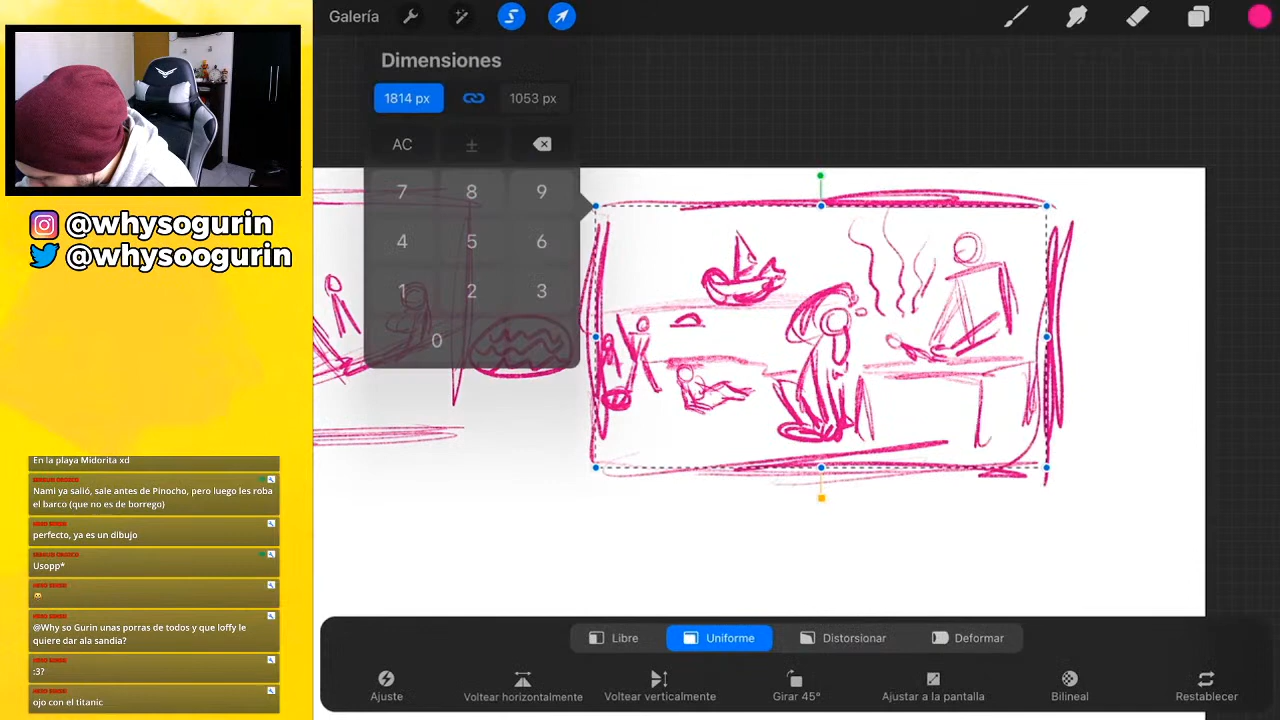 Galería
Dimensiones
1814 px
1053 px
AC
±
7
8
9
4
5
6
1
2
3
0
@whysogurin
@whysoogurin
En la playa Midorita xd
Nami ya salió, sale antes de Pinocho, pero luego les roba
el barco (que no es de borrego)
perfecto, ya es un dibujo
Usopp*
@Why so Gurin unas porras de todos y que loffy le
quiere dar ala sandia?
:3?
ojo con el titanic
Libre
Uniforme
Distorsionar
Deformar
Ajuste
Voltear horizontalmente
Voltear verticalmente
Girar 45°
Ajustar a la pantalla
Bilineal
Restablecer